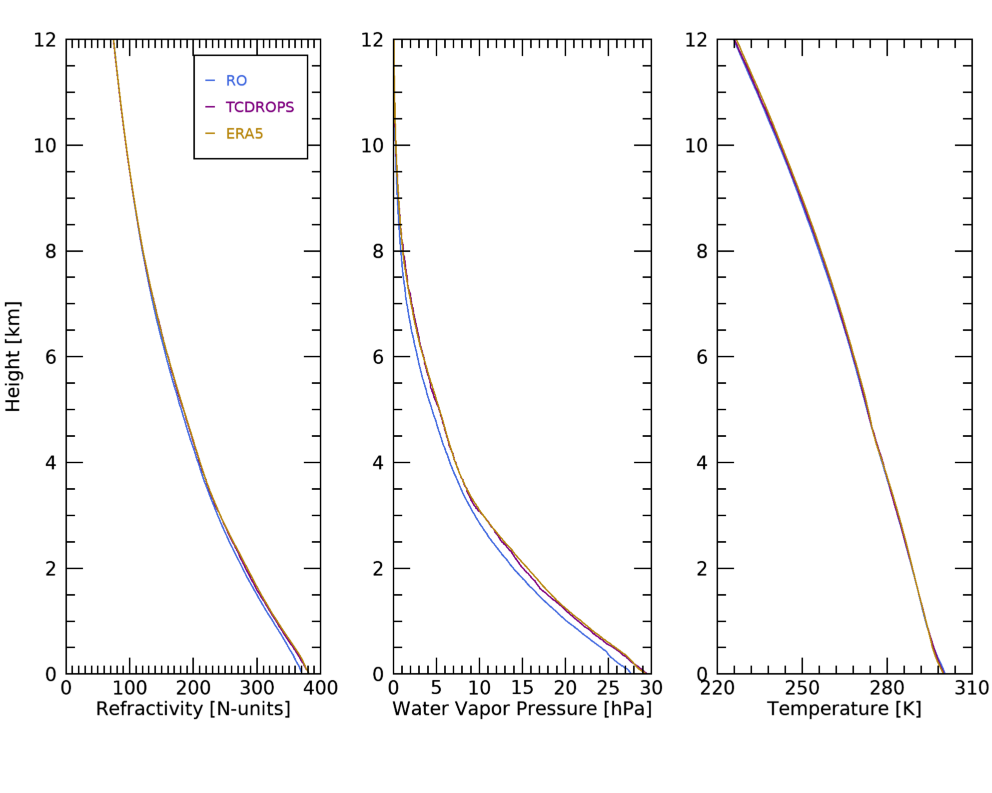 RO
TCDROPS
ERA5
Height [km]
12
10
8
6
4
2
0
0 100 200 300 400
Refractivity [N-units]
12
10
8
6
4
2
0
0 5 10 15 20 25 30
Water Vapor Pressure [hPa]
12
10
8
6
4
2
0
220 250 280 310
Temperature [K]